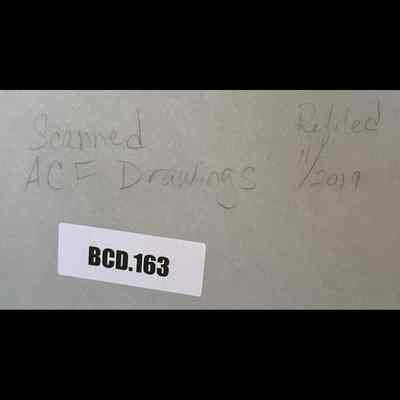 Scanned
ACF Drawings
Refiled
11/2019
BCD.163